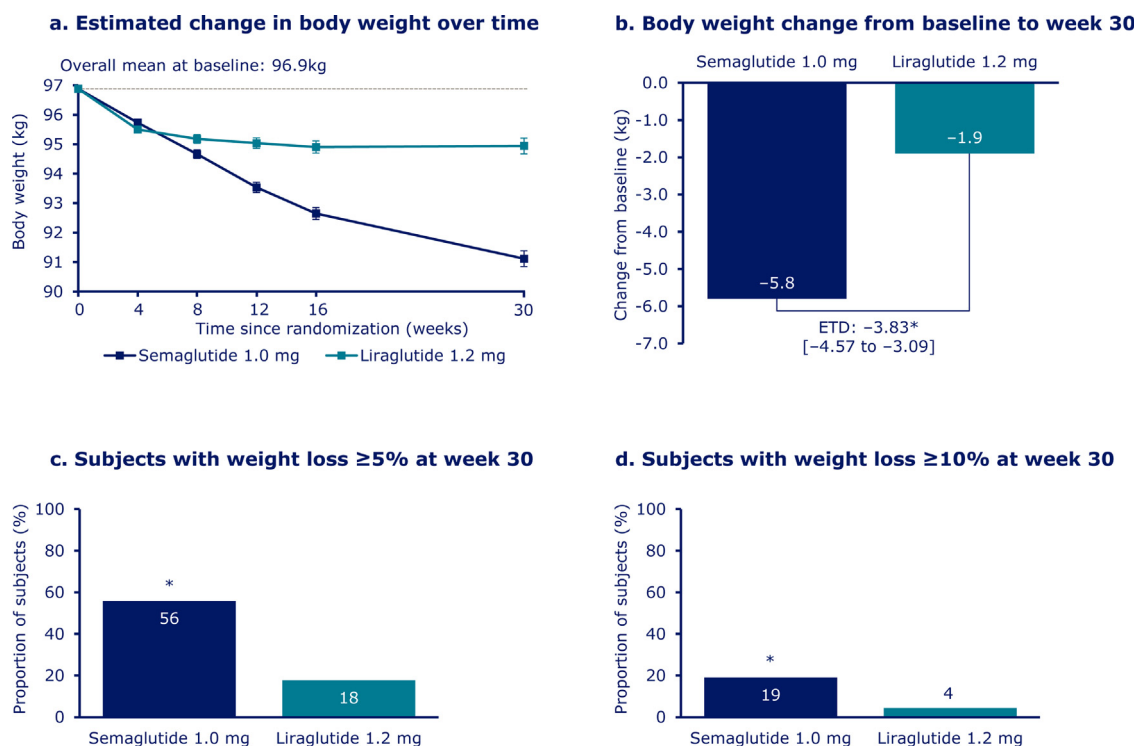 a. Estimated change in body weight over time
Overall mean at baseline: 96.9kg
Body weight (kg)
97
96
95
94
93
92
91
90
0 4 8 12 16 30
Time since randomization (weeks)
Semaglutide 1.0 mg Liraglutide 1.2 mg
b. Body weight change from baseline to week 30
Semaglutide 1.0 mg Liraglutide 1.2 mg
Change from baseline (kg)
0.0
-1.0
-2.0
-3.0
-4.0
-5.0
-6.0
-7.0
–1.9
–5.8
ETD: –3.83*
[–4.57 to –3.09]
c. Subjects with weight loss ≥5% at week 30
Proportion of subjects (%)
100
80
60
40
20
0
*
56
18
Semaglutide 1.0 mg Liraglutide 1.2 mg
d. Subjects with weight loss ≥10% at week 30
Proportion of subjects (%)
100
80
60
40
20
0
*
19
4
Semaglutide 1.0 mg Liraglutide 1.2 mg